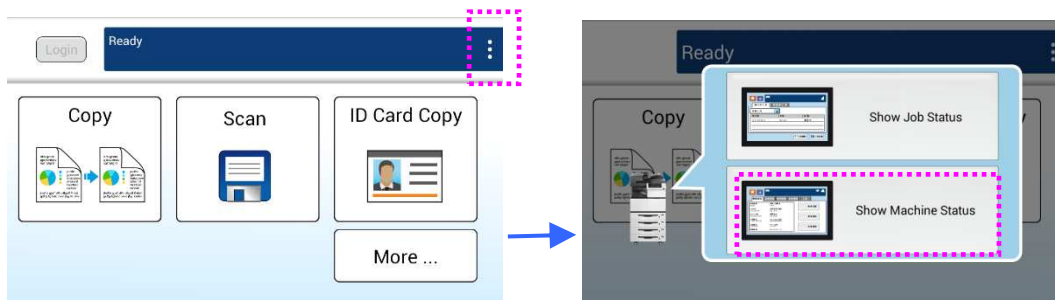 Login
Ready
Copy
Scan
ID Card Copy
More ...
Ready
Copy
Show Job Status
Show Machine Status